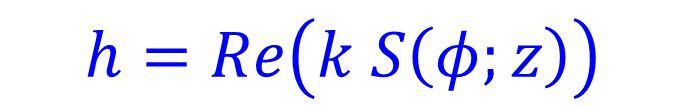 h = Re(k S(ϕ; z))